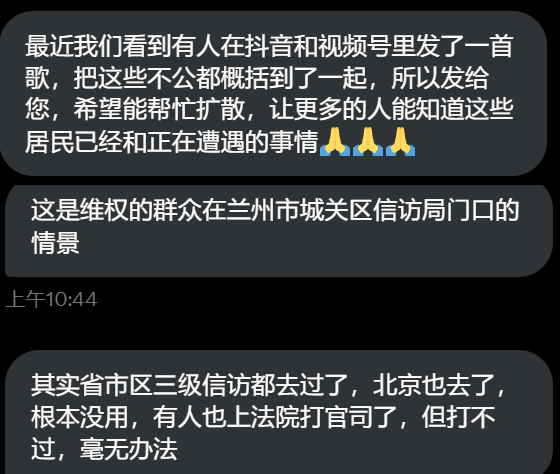 最近我们看到有人在抖音和视频号里发了一首
歌，把这些不公都概括到了一起，所以发给
您，希望能帮忙扩散，让更多的人能知道这些
居民已经和正在遭遇的事情🙏🙏🙏
这是维权的群众在兰州市城关区信访局门口的
情景
上午10:44
其实省市区三级信访都去过了，北京也去了，
根本没用，有人也上法院打官司了，但打不
过，毫无办法